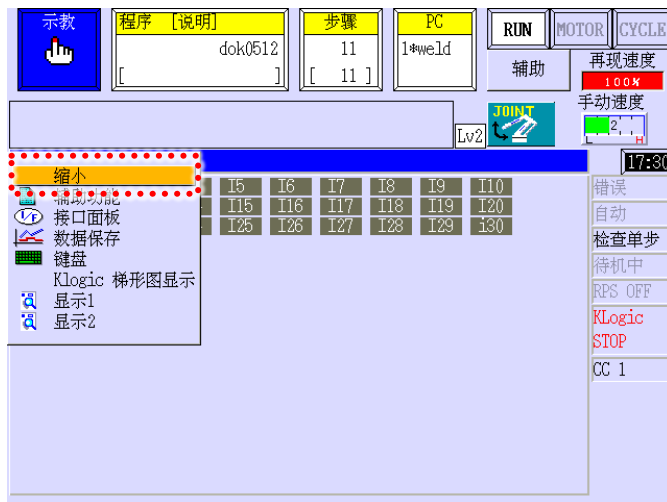 示教
程序 [说明]
dok0512
[ ]
步骤
11
[ 11 ]
PC
1*weld
RUN
MOTOR
CYCLE
辅助
再现速度
100%
手动速度
2
L H
JOINT
Lv2
17:30
缩小
辅助功能
接口面板
数据保存
键盘
Klogic 梯形图显示
显示1
显示2
I5 I6 I7 I8 I9 I10
I15 I16 I17 I18 I19 I20
I25 I26 I27 I28 I29 i30
错误
自动
检查单步
待机中
RPS OFF
KLogic
STOP
CC 1